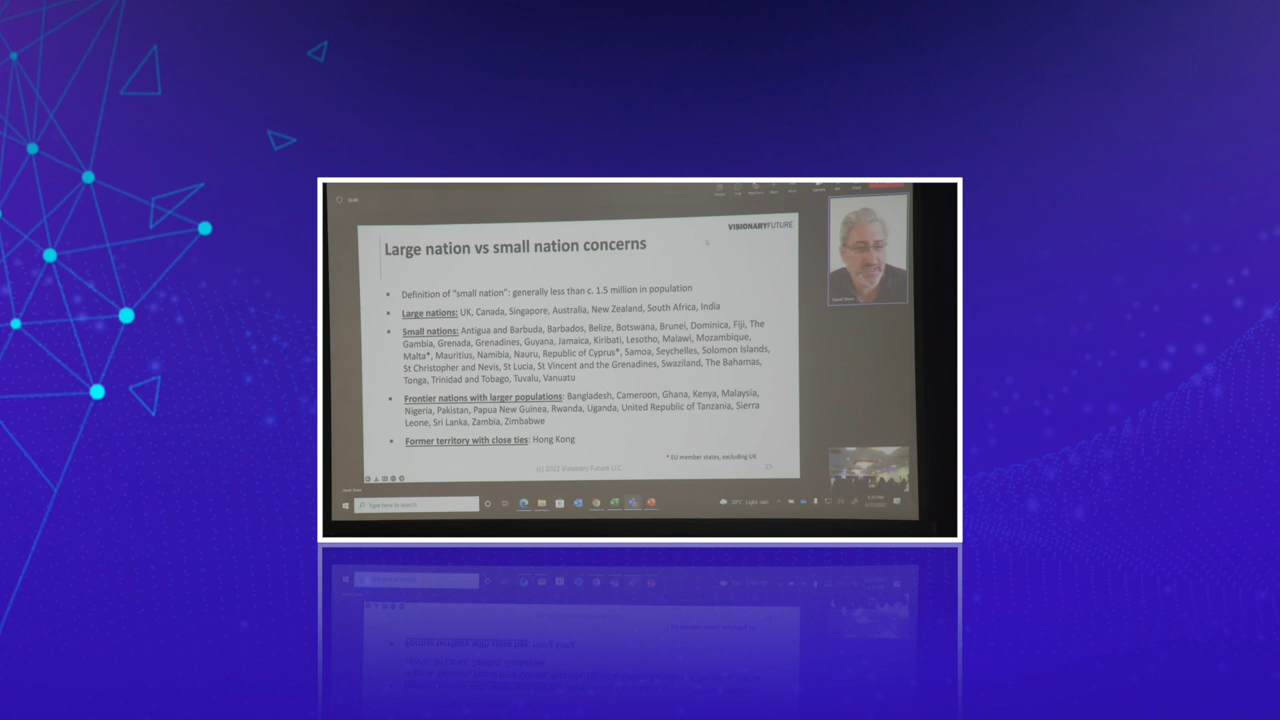 VISIONARYFUTURE
Large nation vs small nation concerns
Definition of "small nation": generally less than c. 1.5 million in population
Large nations: UK, Canada, Singapore, Australia, New Zealand, South Africa, India
Small nations: Antigua and Barbuda, Barbados, Belize, Botswana, Brunei, Dominica, Fiji, The
Gambia, Grenada, Grenadines, Guyana, Jamaica, Kiribati, Lesotho, Malawi, Mozambique,
Malta*, Mauritius, Namibia, Nauru, Republic of Cyprus*, Samoa, Seychelles, Solomon Islands,
St Christopher and Nevis, St Lucia, St Vincent and the Grenadines, Swaziland, The Bahamas,
Tonga, Trinidad and Tobago, Tuvalu, Vanuatu
Frontier nations with larger populations: Bangladesh, Cameroon, Ghana, Kenya, Malaysia,
Nigeria, Pakistan, Papua New Guinea, Rwanda, Uganda, United Republic of Tanzania, Sierra
Leone, Sri Lanka, Zambia, Zimbabwe
Former territory with close ties: Hong Kong
* EU member states, excluding UK
(c) 2022 Visionary Future LLC
23
Type here to search
30°C Light rain